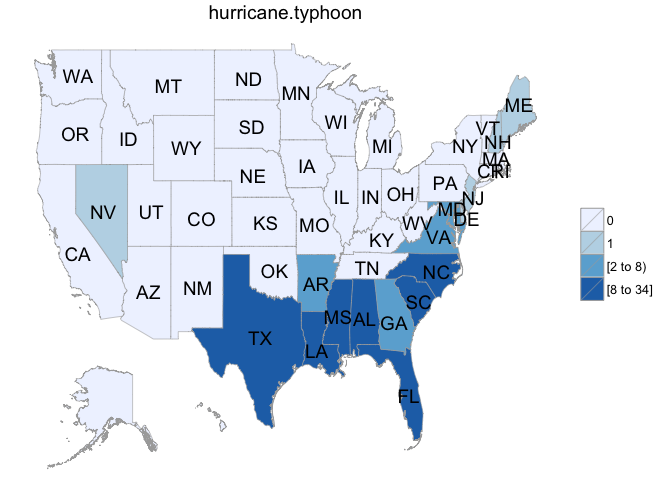 hurricane.typhoon
WA
MT
ND
MN
ME
VT
NH
WI
OR
ID
SD
MI
NY
MA
WY
CT
RI
IA
NE
PA
NJ
IL
IN
OH
MD
DE
NV
UT
CO
KS
MO
WV
VA
KY
CA
OK
TN
NC
AZ
NM
AR
SC
MS
AL
GA
TX
LA
FL
0
1
[2 to 8)
[8 to 34]